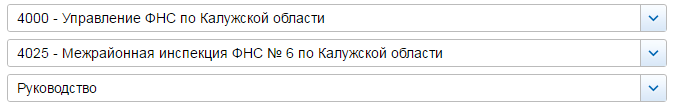 4000 - Управление ФНС по Калужской области
4025 - Межрайонная инспекция ФНС № 6 по Калужской области
Руководство